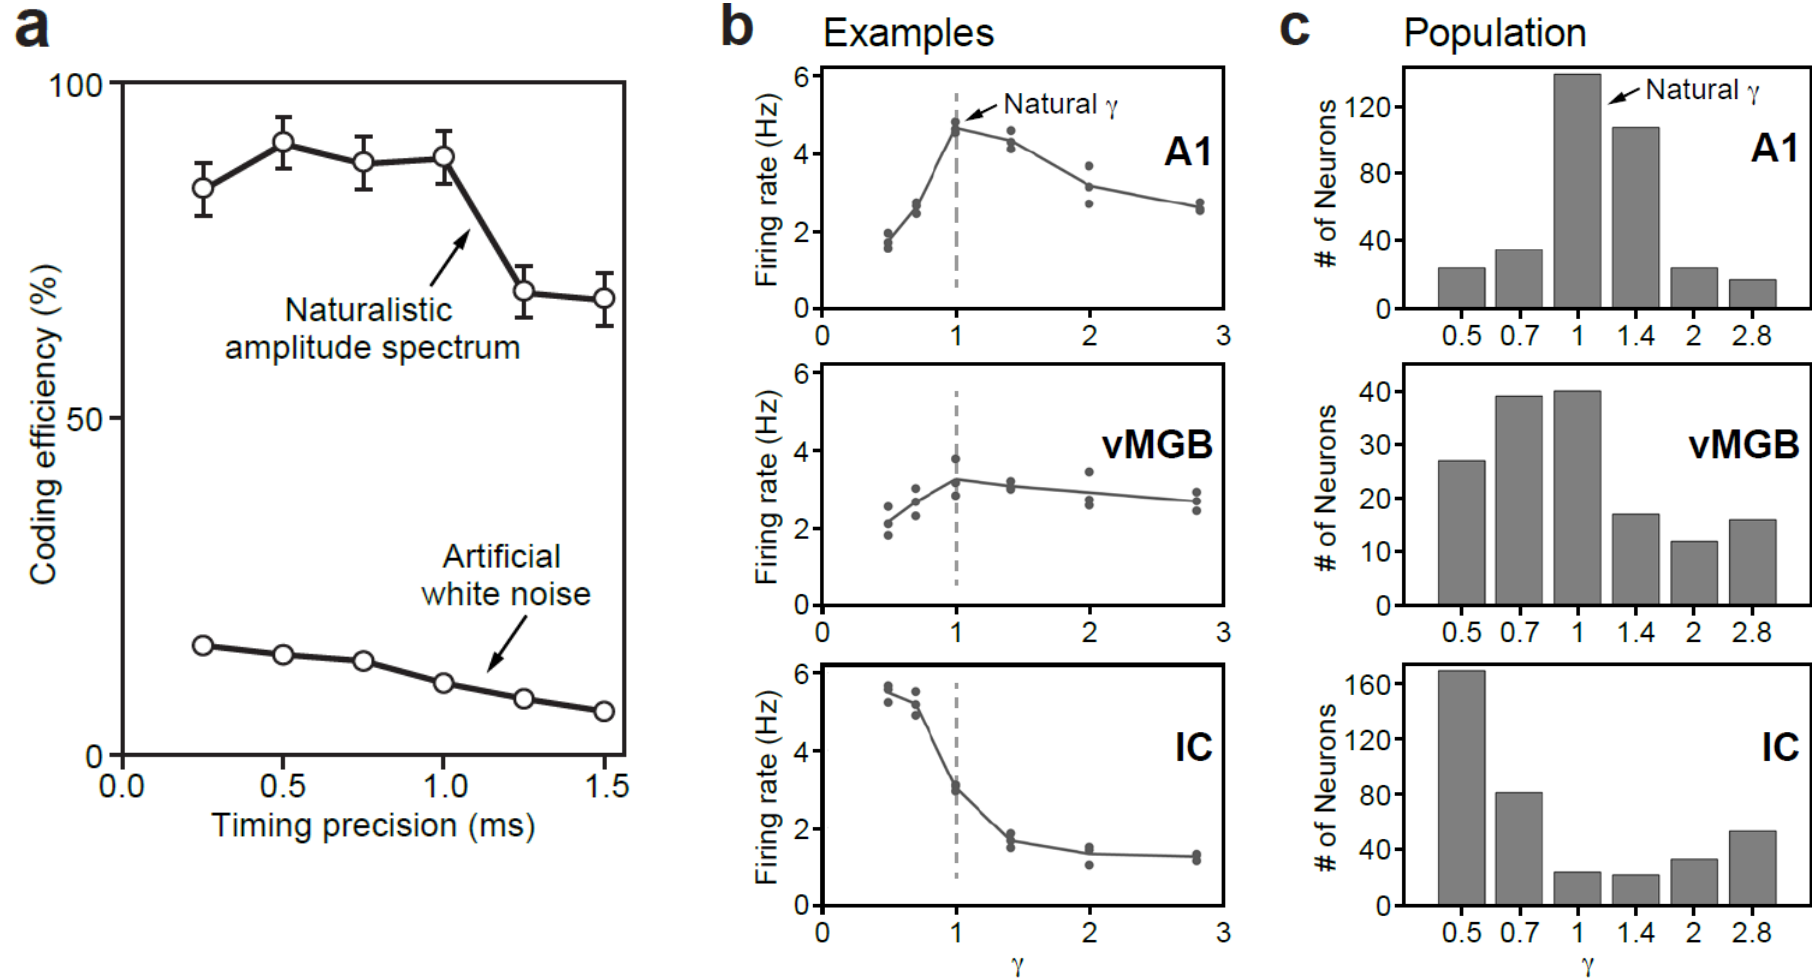 a
100
50
0
0.0
0.5
1.0
1.5
Coding efficiency (%)
Timing precision (ms)
Naturalistic
amplitude spectrum
Artificial
white noise
b
Examples
6
4
2
0
0
1
2
3
Firing rate (Hz)
Natural γ
A1
6
4
2
0
0
1
2
3
Firing rate (Hz)
vMGB
6
4
2
0
0
1
2
3
Firing rate (Hz)
IC
γ
c
Population
120
80
40
0
0.5
0.7
1
1.4
2
2.8
# of Neurons
Natural γ
A1
40
30
20
10
0
0.5
0.7
1
1.4
2
2.8
# of Neurons
vMGB
160
120
80
40
0
0.5
0.7
1
1.4
2
2.8
# of Neurons
IC
γ